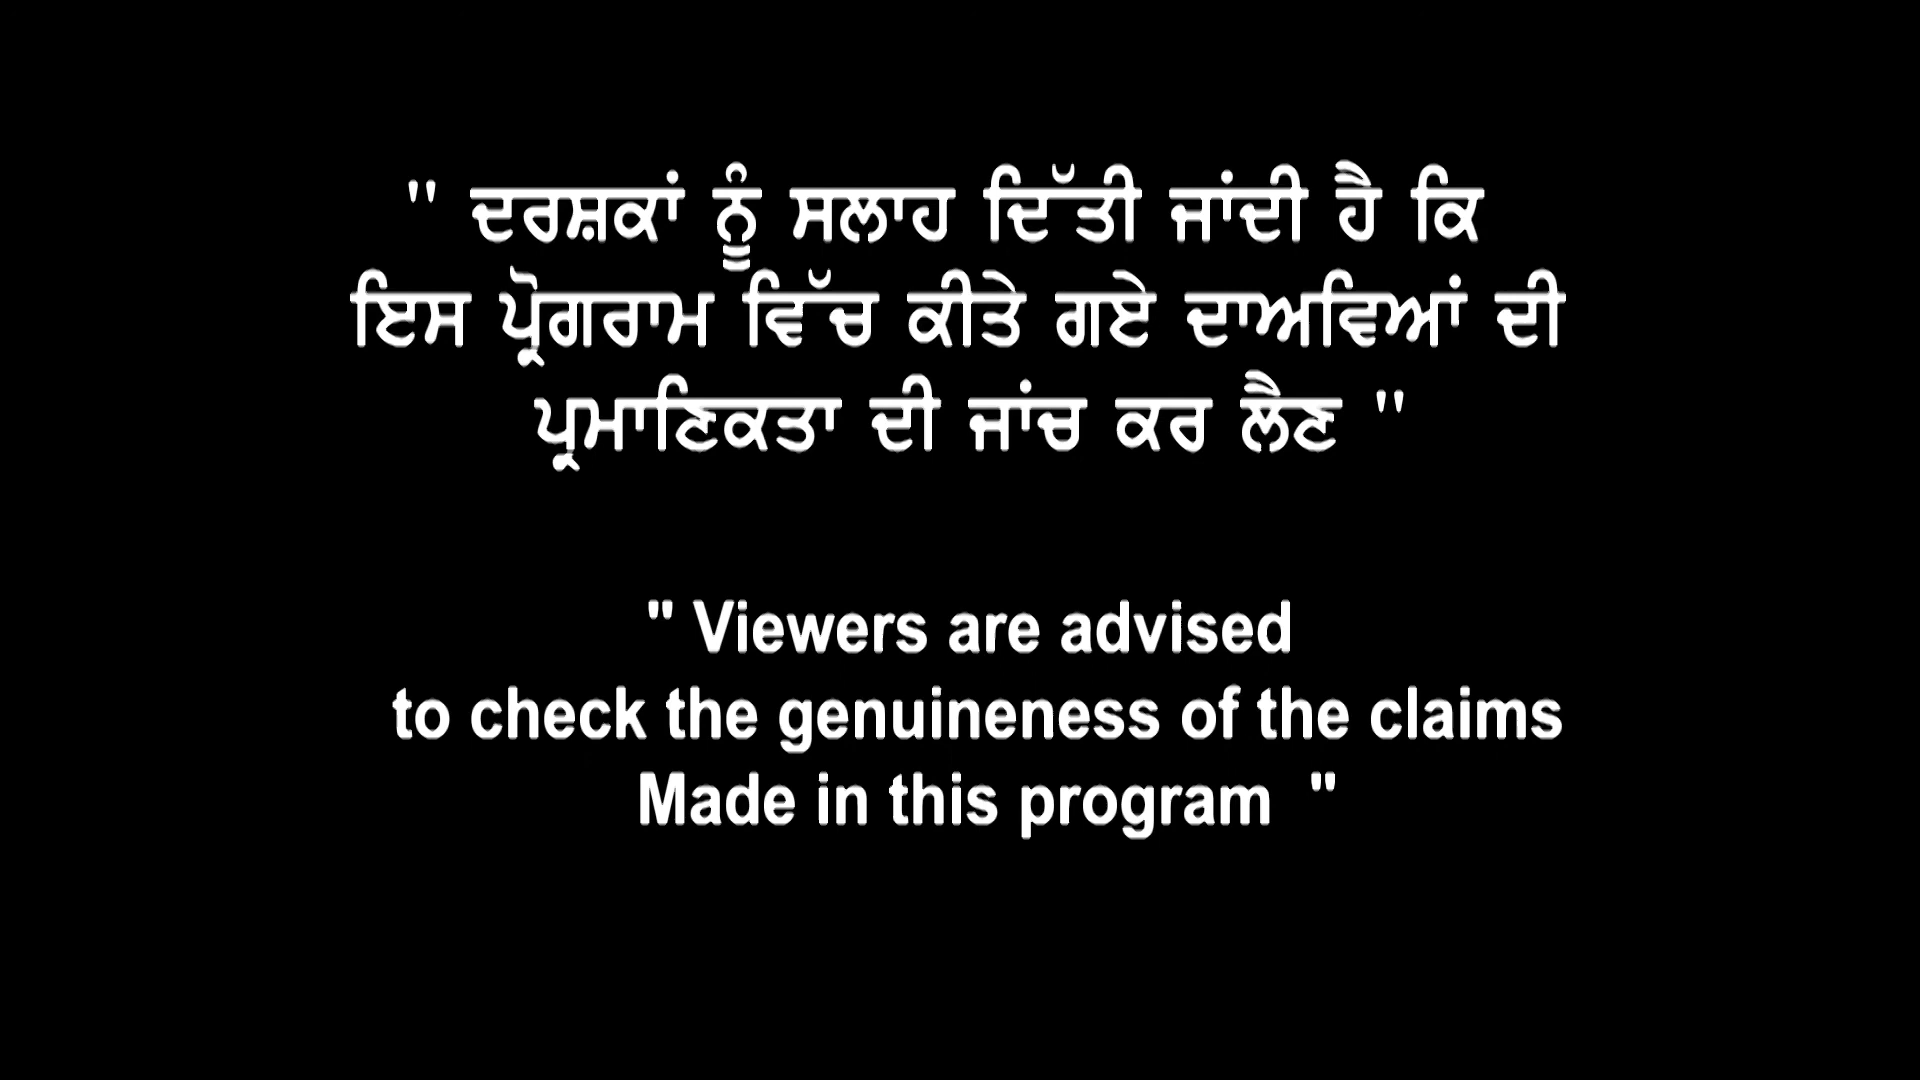 " ਦਰਸ਼ਕਾਂ ਨੂੰ ਸਲਾਹ ਦਿੱਤੀ ਜਾਂਦੀ ਹੈ ਕਿ
ਇਸ ਪ੍ਰੋਗਰਾਮ ਵਿੱਚ ਕੀਤੇ ਗਏ ਦਾਅਵਿਆਂ ਦੀ
ਪ੍ਰਮਾਣਿਕਤਾ ਦੀ ਜਾਂਚ ਕਰ ਲੈਣ "
" Viewers are advised
to check the genuineness of the claims
Made in this program "